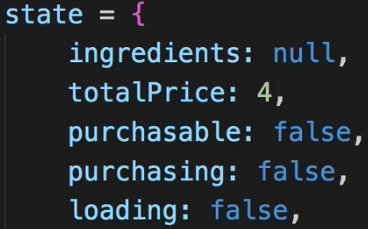 state = {
ingredients: null,
totalPrice: 4,
purchasable: false,
purchasing: false,
loading: false,